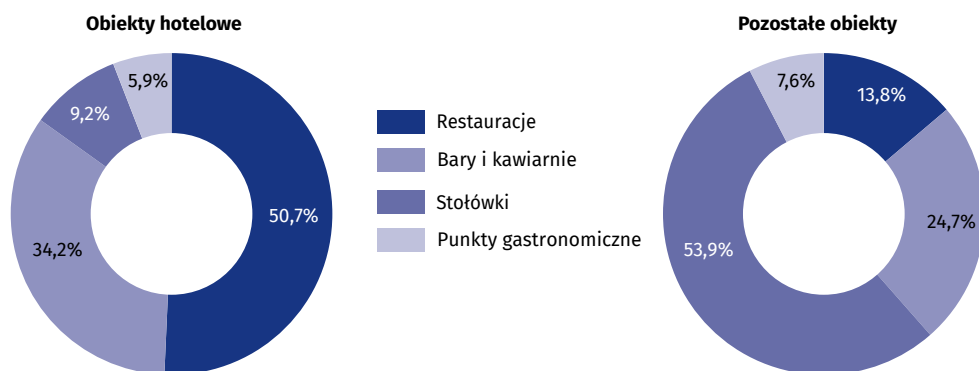 Obiekty hotelowe
5,9%
9,2%
50,7%
34,2%
Restauracje
Bary i kawiarnie
Stołówki
Punkty gastronomiczne
Pozostałe obiekty
7,6%
13,8%
24,7%
53,9%